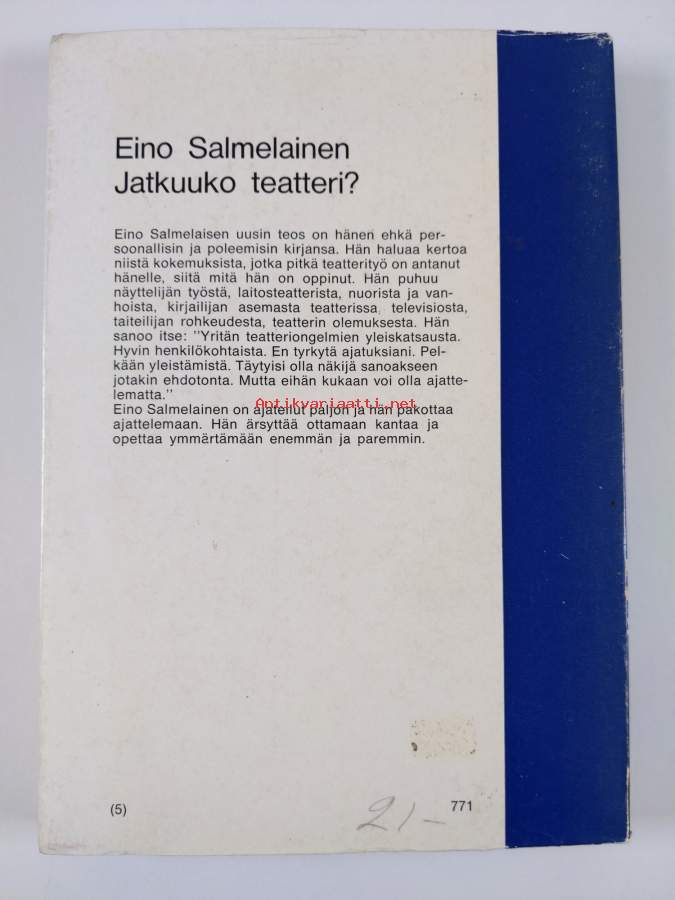 Eino Salmelainen
Jatkuuko teatteri?
Eino Salmelaisen uusin teos on hänen ehkä per-
soonallisin ja poleemisin kirjansa. Hän haluaa kertoa
niistä kokemuksista, jotka pitkä teatterityö on antanut
hänelle, siitä mitä hän on oppinut. Hän puhuu
näyttelijän työstä, laitosteatterista, nuorista ja van-
hoista, kirjailijan asemasta teatterissa, televisiosta,
taiteilijan rohkeudesta, teatterin olemuksesta. Hän
sanoo itse: "Yritän teatteriongelmien yleiskatsausta.
Hyvin henkilökohtaista. En tyrkytä ajatuksiani. Pel-
kään yleistämistä. Täytyisi olla näkijä sanoakseen
jotakin ehdotonta. Mutta eihän kukaan voi olla ajatte-
lematta."
Antikvariaatti.net
Eino Salmelainen on ajatellut paljon ja hän pakottaa
ajattelemaan. Hän ärsyttää ottamaan kantaa ja
opettaa ymmärtämään enemmän ja paremmin.
(5)
21-
771